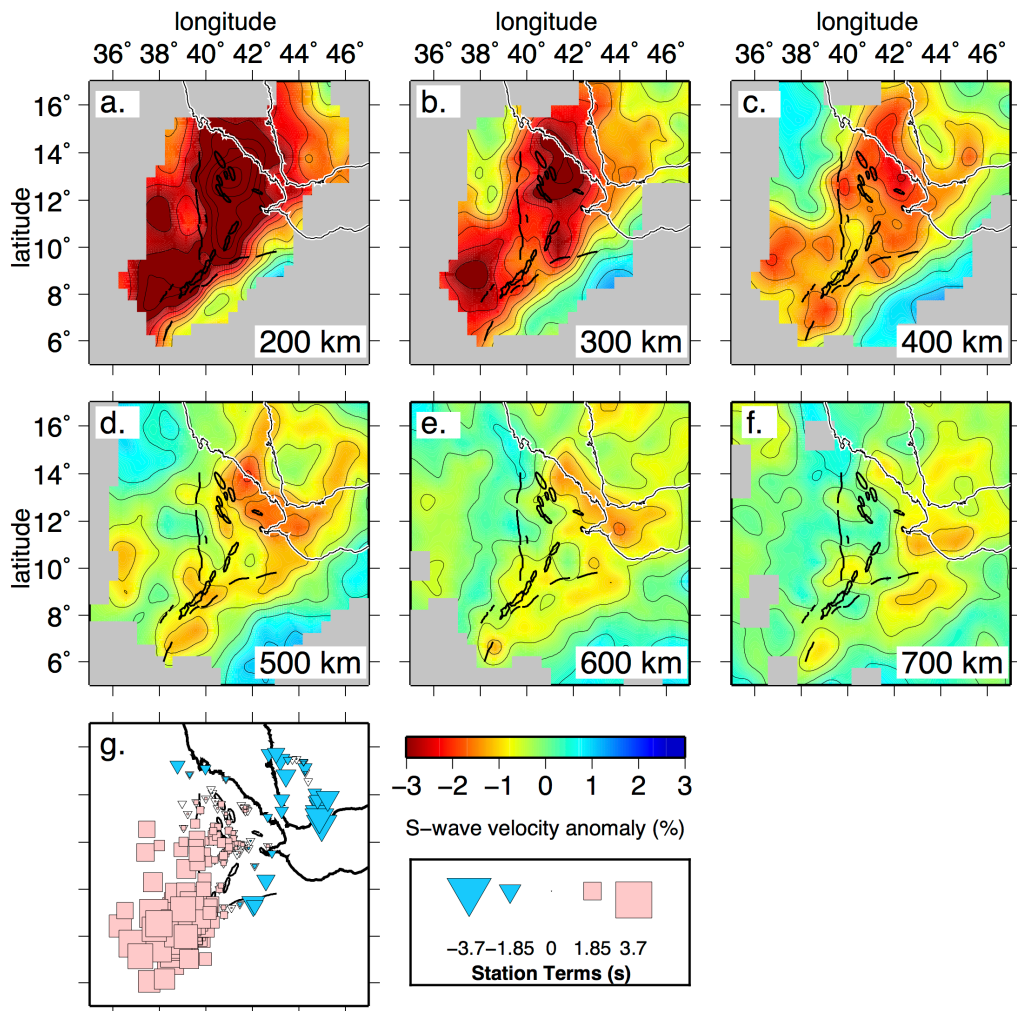 longitude longitude longitude
36° 38° 40° 42° 44° 36° 38° 40° 42° 44° 36° 38° 40° 42° 44°
a. b. c.
16°
14°
12°
10°
8°
6°
latitude
200 km 300 km 400 km
d. e. f.
16°
14°
12°
10°
8°
6°
latitude
500 km 600 km 700 km
g.
−3 −2 −1 0 1 2 3
S−wave velocity anomaly (%)
−3.7 −1.85 0 1.85 3.7
Station Terms (s)